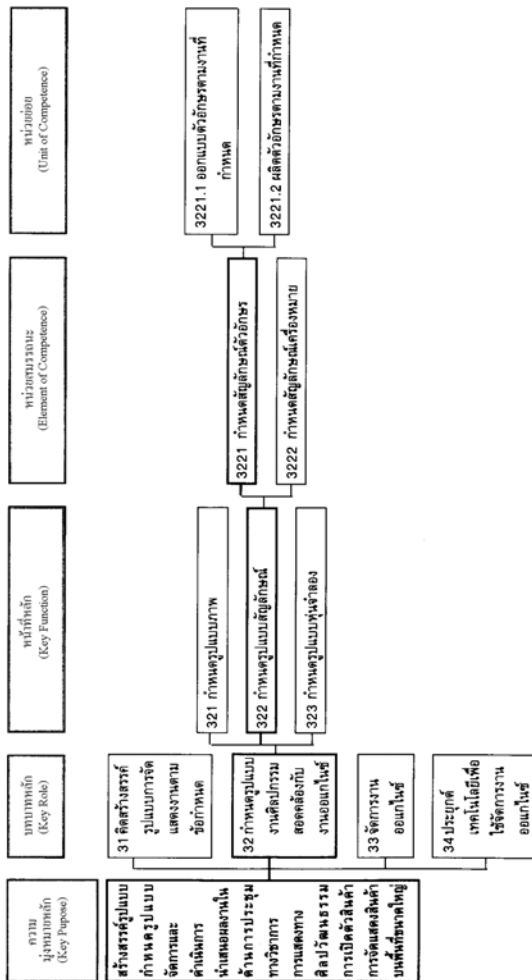 ความ
มุ่งหมายหลัก
(Key Pupose)
บทบาทหลัก
(Key Role)
หน้าที่หลัก
(Key Function)
หน่วยสมรรถนะ
(Element of Competence)
หน่วยย่อย
(Unit of Competence)
สร้างสรรค์รูปแบบ
กำหนดรูปแบบ
จัดการและ
ดำเนินการ
นำเสนอผลงานใน
ด้านการประชุม
ทางวิชาการ
การแสดงทาง
ศิลปวัฒนธรรม
การเปิดตัวสินค้า
การจัดแสดงสินค้า
บนพื้นที่ขนาดใหญ่
31 คิดสร้างสรรค์
รูปแบบการจัด
แสดงงานตาม
ข้อกำหนด
32 กำหนดรูปแบบ
งานศิลปกรรม
สอดคล้องกับ
งานออแกไนซ์
33 จัดการงาน
ออแกไนซ์
34 ประยุกต์
เทคโนโลยีเพื่อ
ใช้จัดการงาน
ออแกไนซ์
321 กำหนดรูปแบบภาพ
322 กำหนดรูปแบบสัญลักษณ์
323 กำหนดรูปแบบหุ่นจำลอง
3221 กำหนดสัญลักษณ์ตัวอักษร
3222 กำหนดสัญลักษณ์เครื่องหมาย
3221.1 ออกแบบตัวอักษรตามงานที่
กำหนด
3221.2 ผลิตตัวอักษรตามงานที่กำหนด